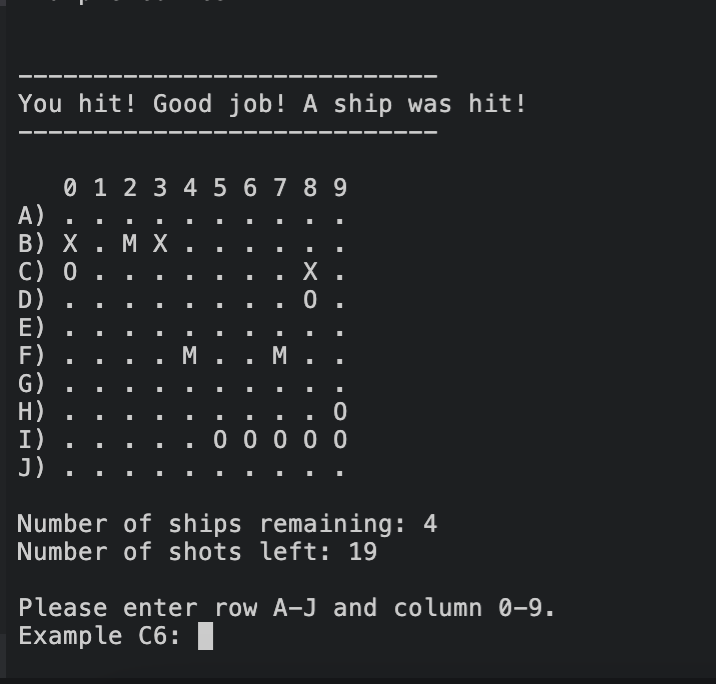 ----------------------------
You hit! Good job! A ship was hit!
----------------------------
   0 1 2 3 4 5 6 7 8 9
A) . . . . . . . . . .
B) X . M X . . . . . .
C) O . . . . . . . X .
D) . . . . . . . . O .
E) . . . . . . . . . .
F) . . . . M . . M . .
G) . . . . . . . . . .
H) . . . . . . . . . O
I) . . . . . O O O O O
J) . . . . . . . . . .
Number of ships remaining: 4
Number of shots left: 19
Please enter row A-J and column 0-9.
Example C6: